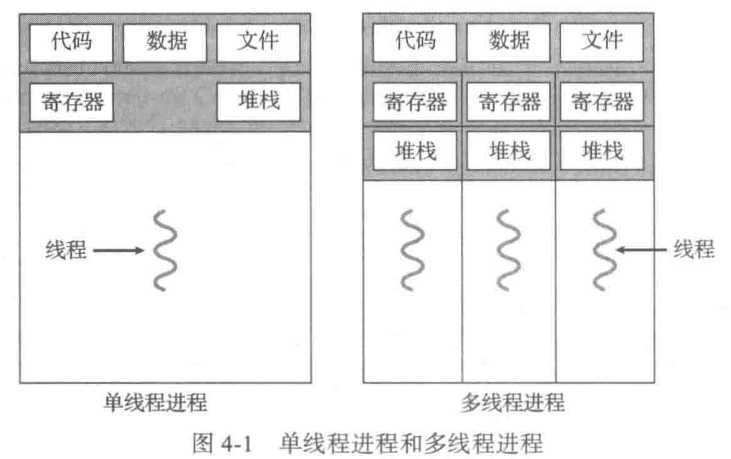 代码 数据 文件
寄存器 堆栈
线程
单线程进程
代码 数据 文件
寄存器 寄存器 寄存器
堆栈 堆栈 堆栈
线程
多线程进程
图 4-1 单线程进程和多线程进程